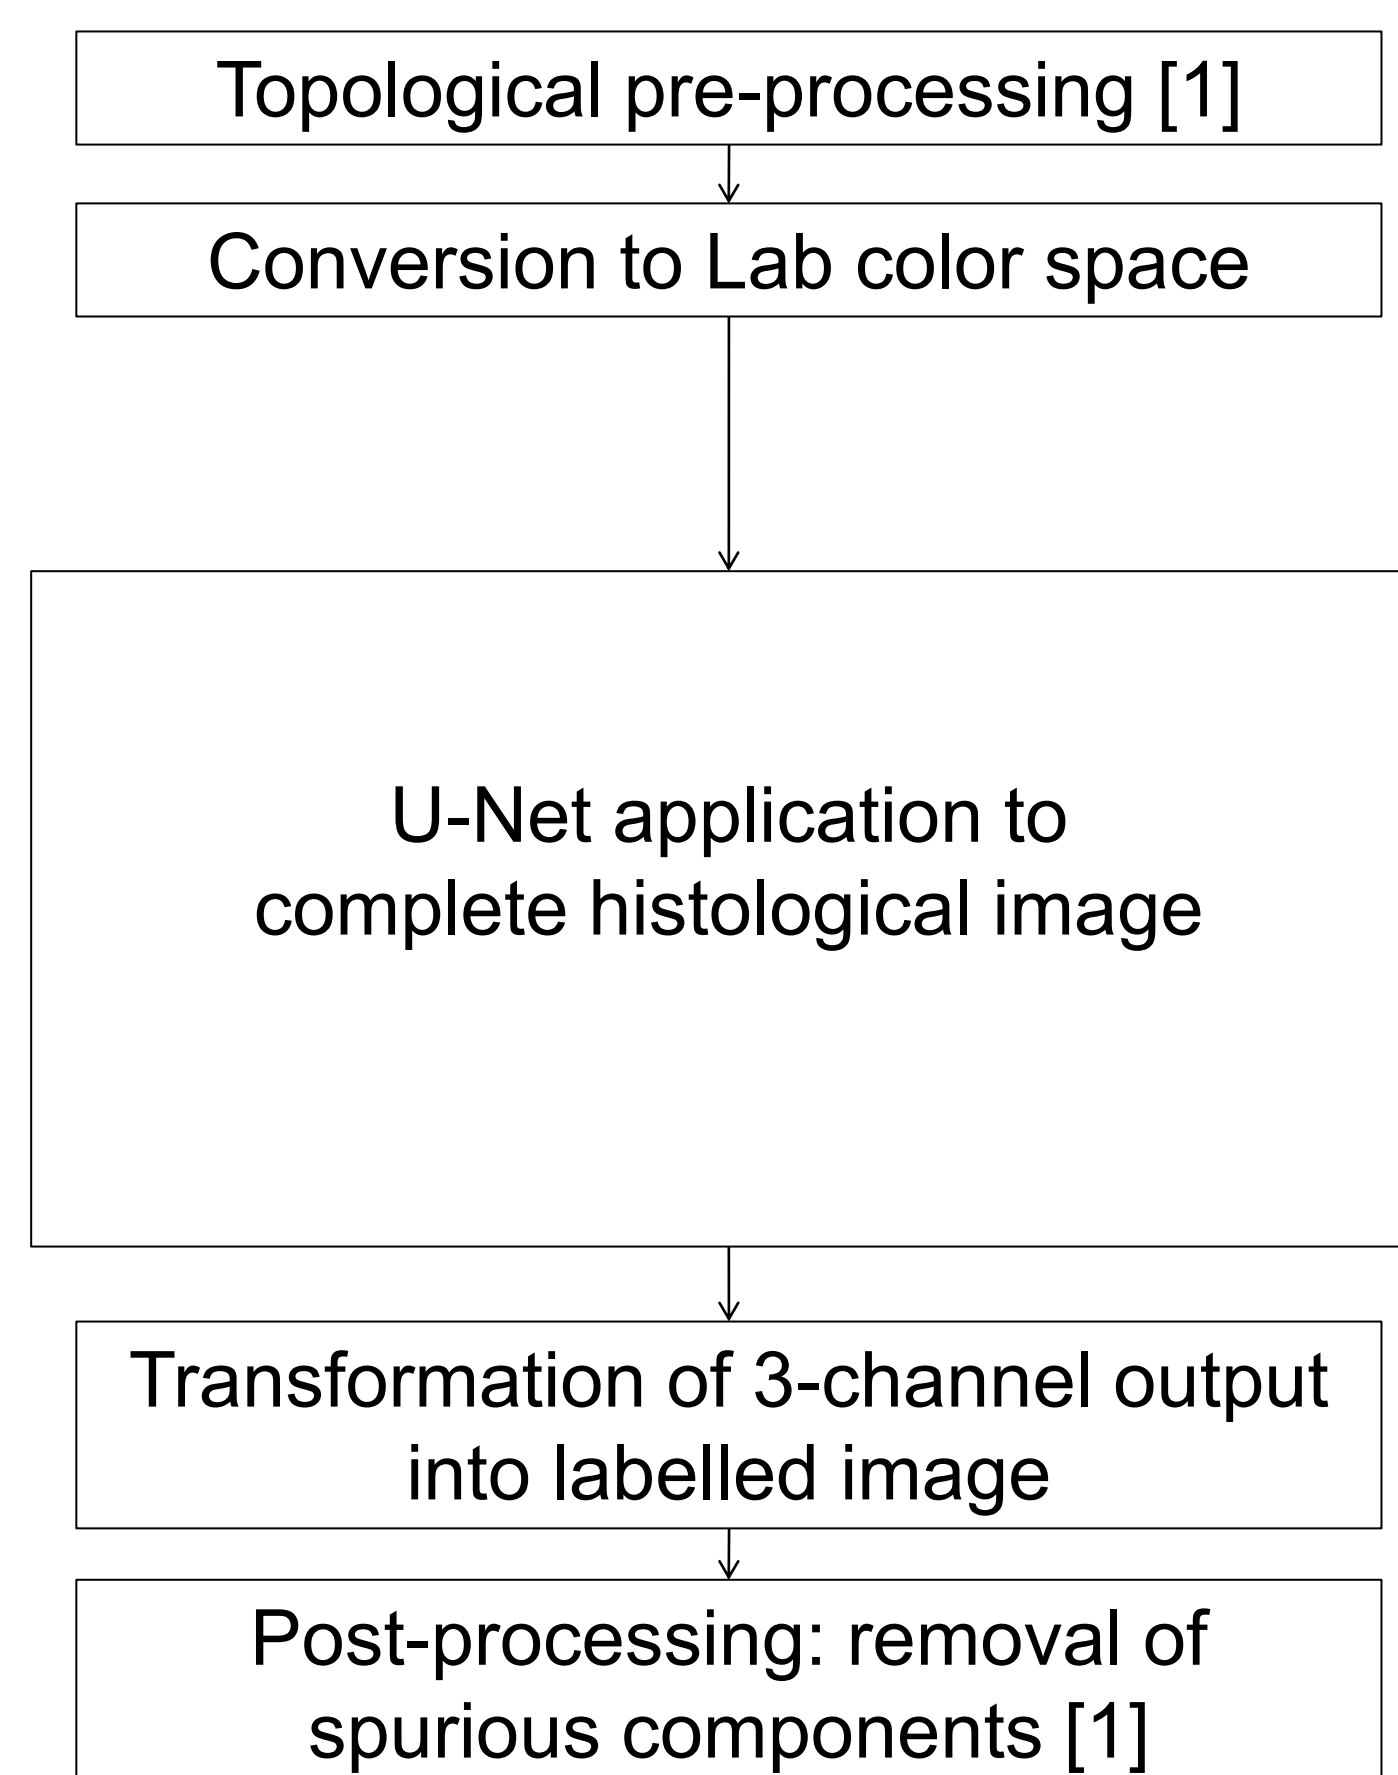 Topological pre-processing [1]
Conversion to Lab color space
U-Net application to
complete histological image
Transformation of 3-channel output
into labelled image
Post-processing: removal of
spurious components [1]